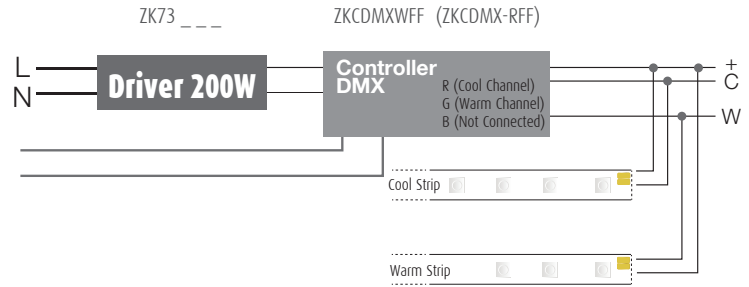 ZK73 _ _ _
ZKCDMXWFF (ZKCDMX-RFF)
L
N
Driver 200W
Controller
DMX
R (Cool Channel)
G (Warm Channel)
B (Not Connected)
+
C
W
Cool Strip
Warm Strip